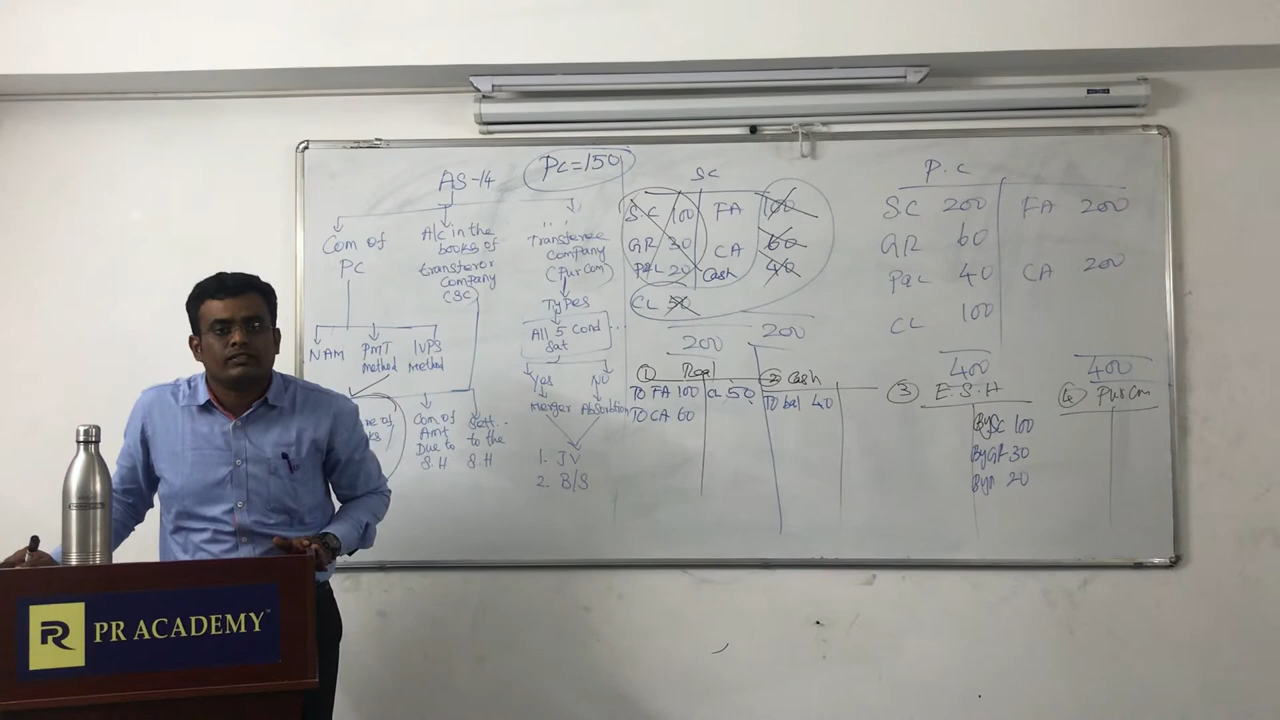 AS-14
PC=150
Com of
PC
NAM
PMT
Method
IVPS
Method
A/C in the
books of
transferor
company
(SC)
Com of
Amt
Due to
S.H
Sett..
to the
S.H
Transferee
company
(Pur Com)
Types
All 5 Cond
Sat
Yes
No
Merger
Absorbtion
1. JV
2. B/S
SC
S.C 100 FA 100
GR 30 CA 60
P&L 20 Cash 40
CL 50
200 200
P.C
SC 200 FA 200
GR 60
P&L 40 CA 200
CL 100
400 400
① Real
To FA 100 CL 50
To CA 60
② Cash
To bal 40
③ E.S.H
By SC 100
By GR 30
20
④ Pur Com
PR ACADEMY™